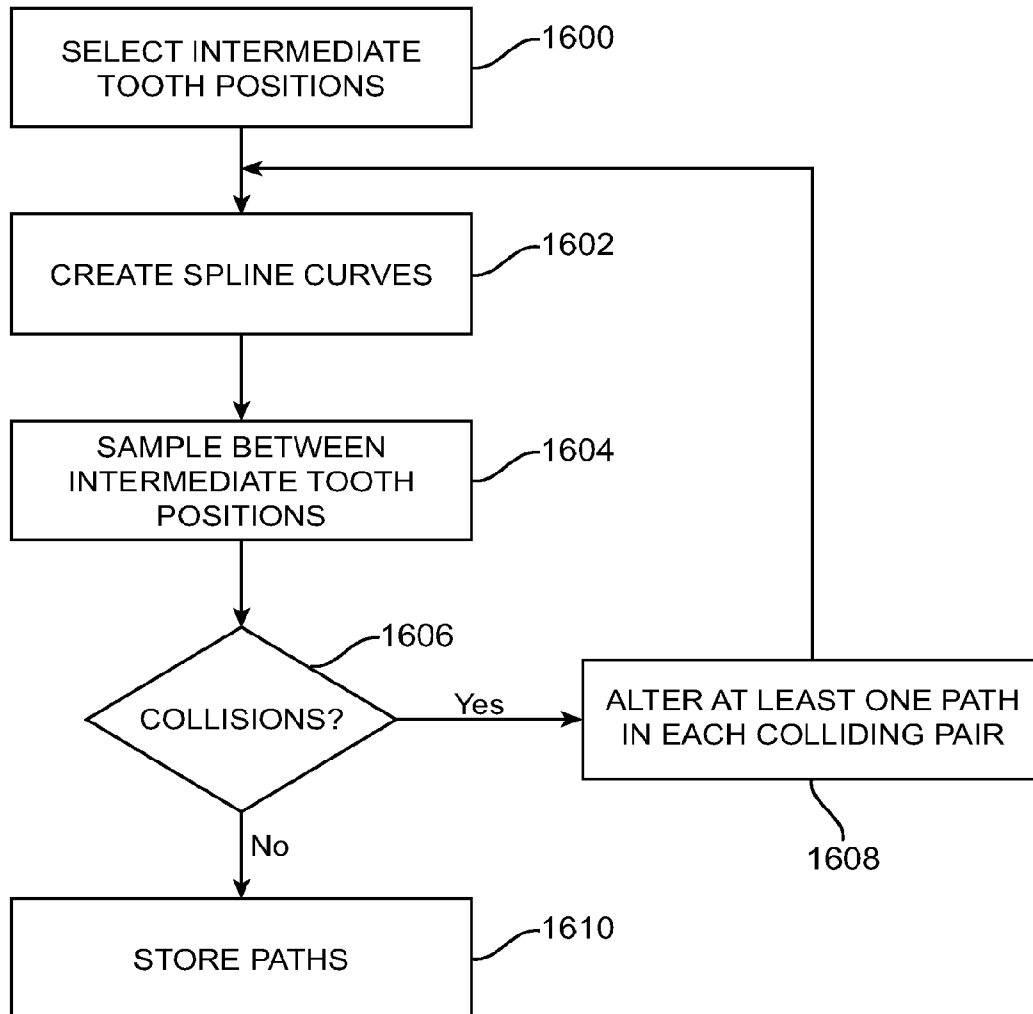 SELECT INTERMEDIATE
TOOTH POSITIONS
1600
CREATE SPLINE CURVES
1602
SAMPLE BETWEEN
INTERMEDIATE TOOTH
POSITIONS
1604
COLLISIONS?
1606
Yes
ALTER AT LEAST ONE PATH
IN EACH COLLIDING PAIR
1608
No
STORE PATHS
1610